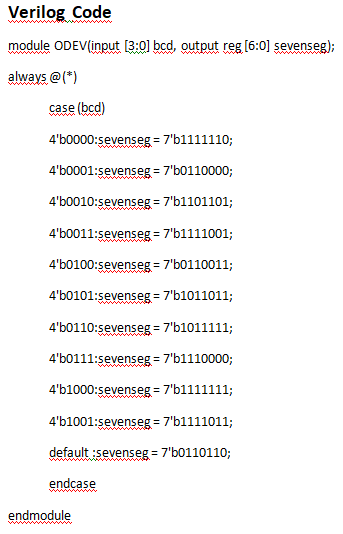 Verilog Code
module ODEV(input [3:0] bcd, output reg [6:0] sevenseg);
always @(*)
case (bcd)
4'b0000:sevenseg = 7'b1111110;
4'b0001:sevenseg = 7'b0110000;
4'b0010:sevenseg = 7'b1101101;
4'b0011:sevenseg = 7'b1111001;
4'b0100:sevenseg = 7'b0110011;
4'b0101:sevenseg = 7'b1011011;
4'b0110:sevenseg = 7'b1011111;
4'b0111:sevenseg = 7'b1110000;
4'b1000:sevenseg = 7'b1111111;
4'b1001:sevenseg = 7'b1111011;
default :sevenseg = 7'b0110110;
endcase
endmodule